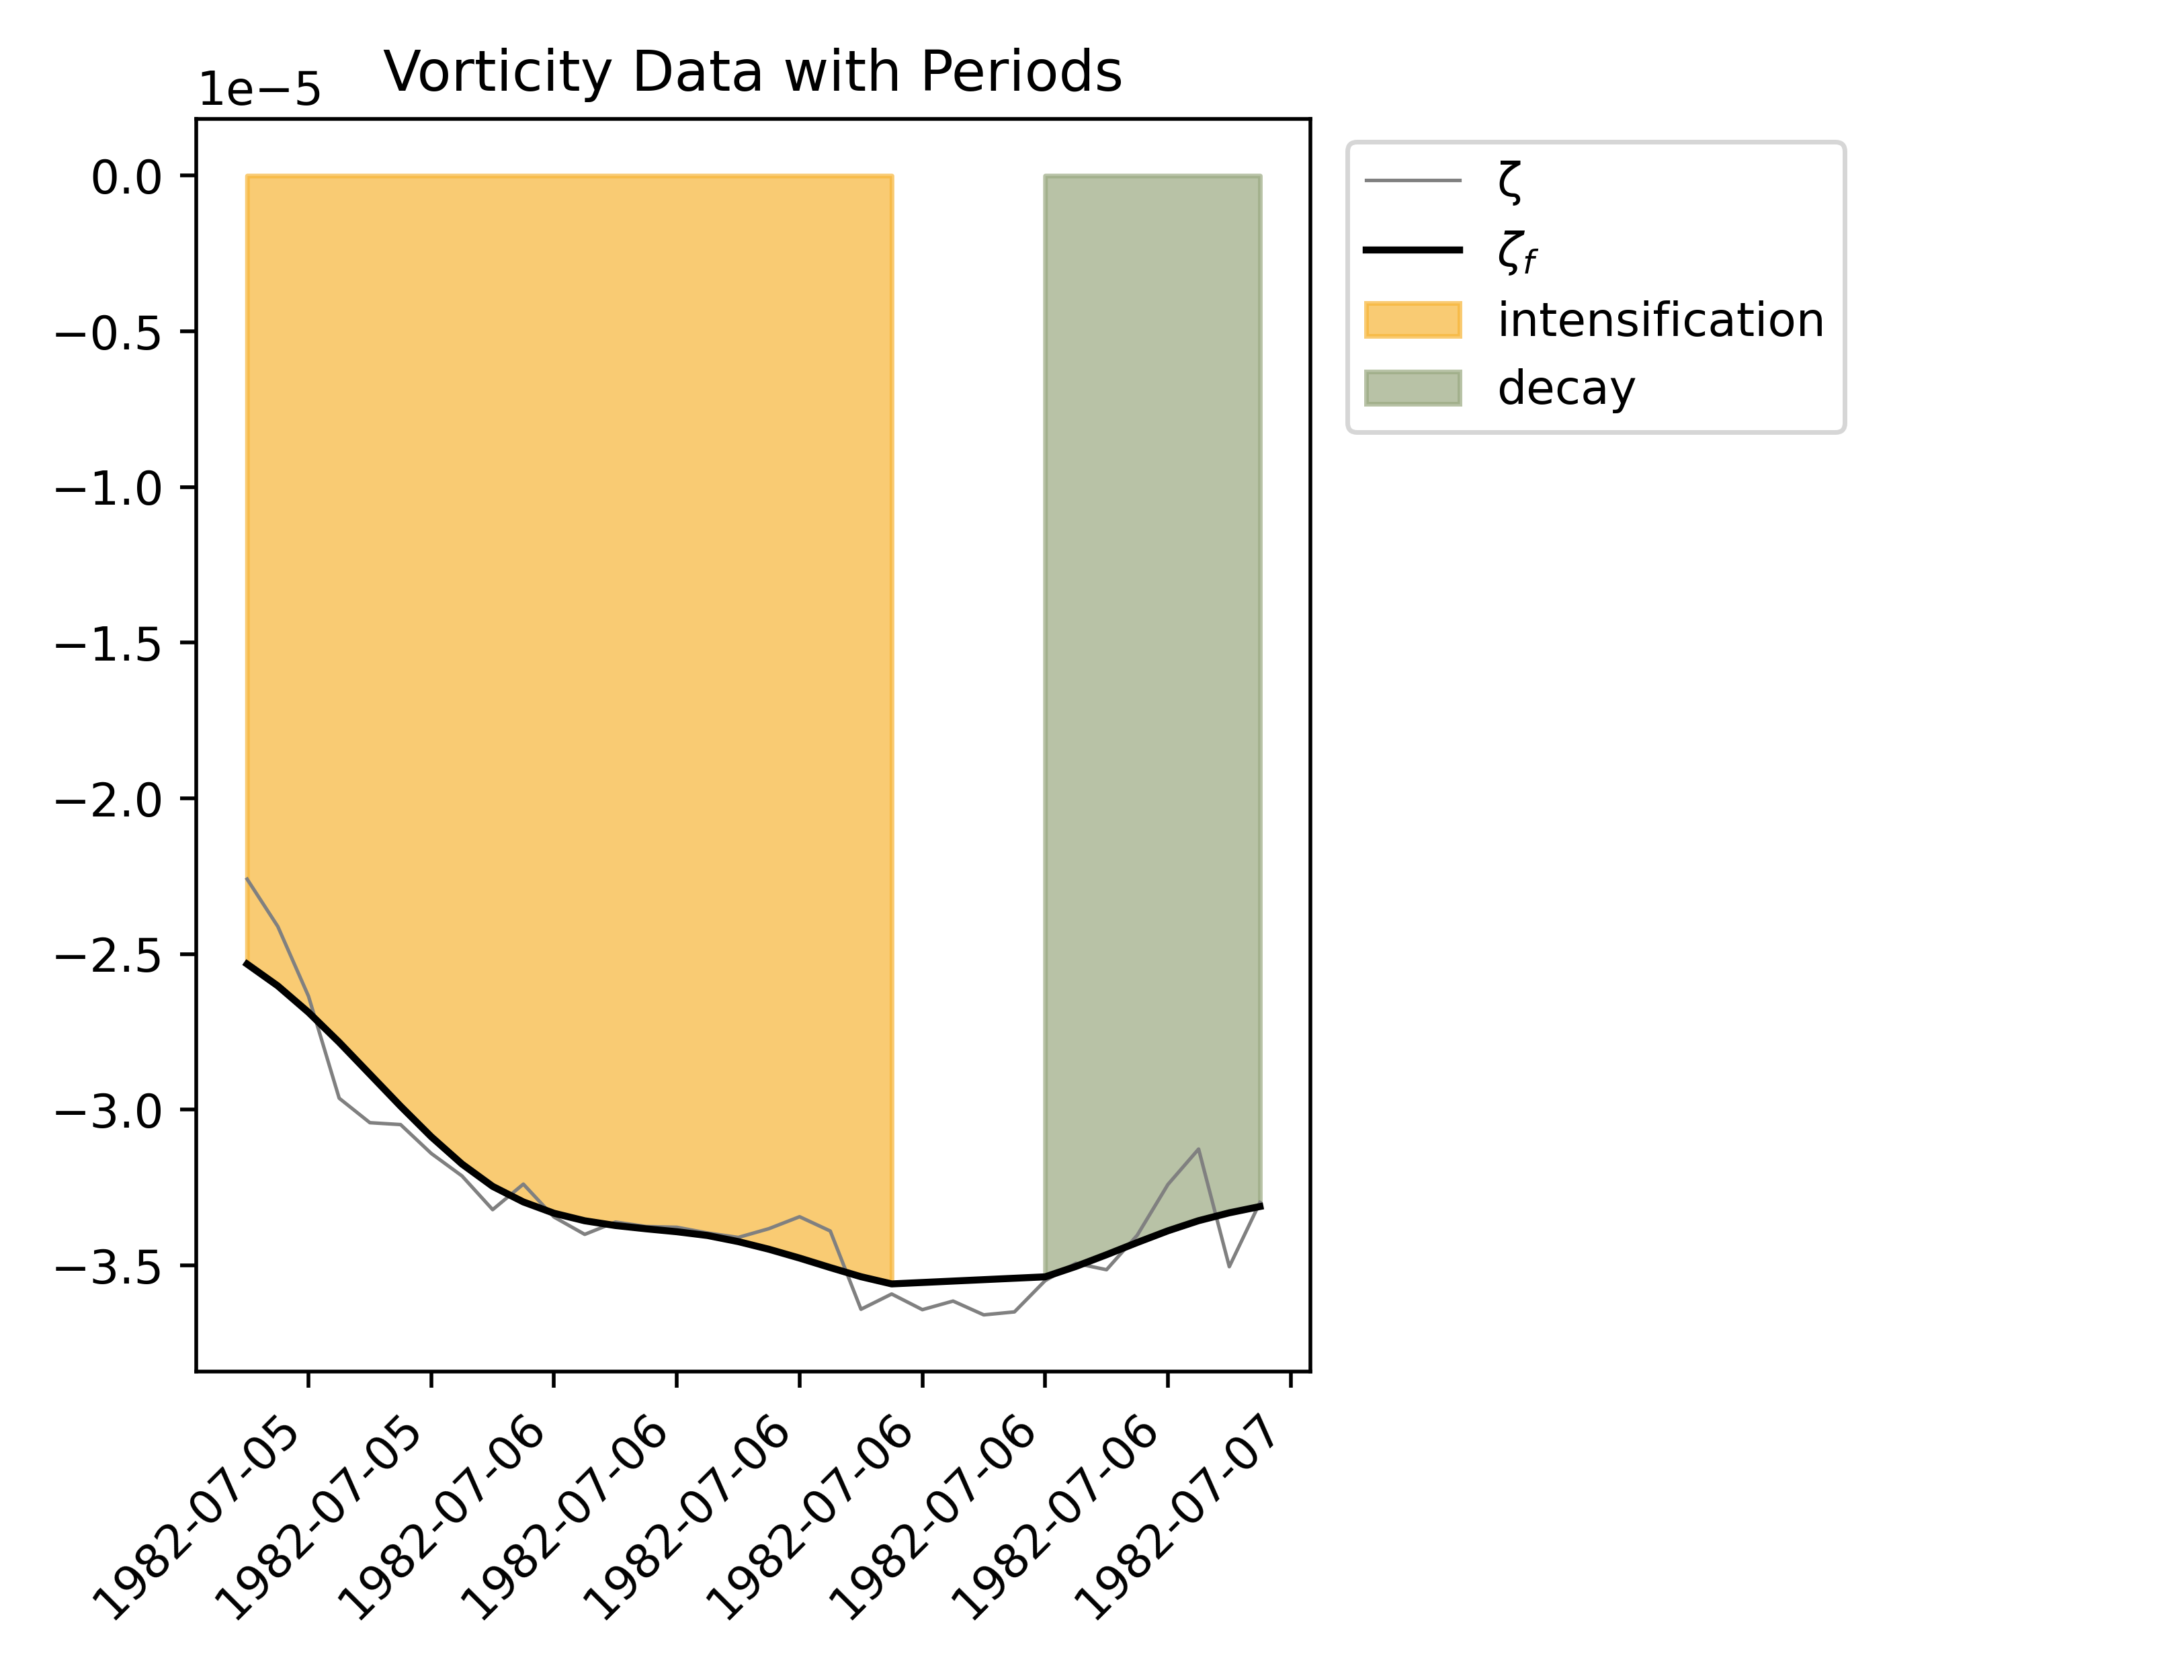 Vorticity Data with Periods
1e−5
0.0
−0.5
−1.0
−1.5
−2.0
−2.5
−3.0
−3.5
1982-07-05
1982-07-05
1982-07-06
1982-07-06
1982-07-06
1982-07-06
1982-07-06
1982-07-06
1982-07-07
ζ
ζf
intensification
decay